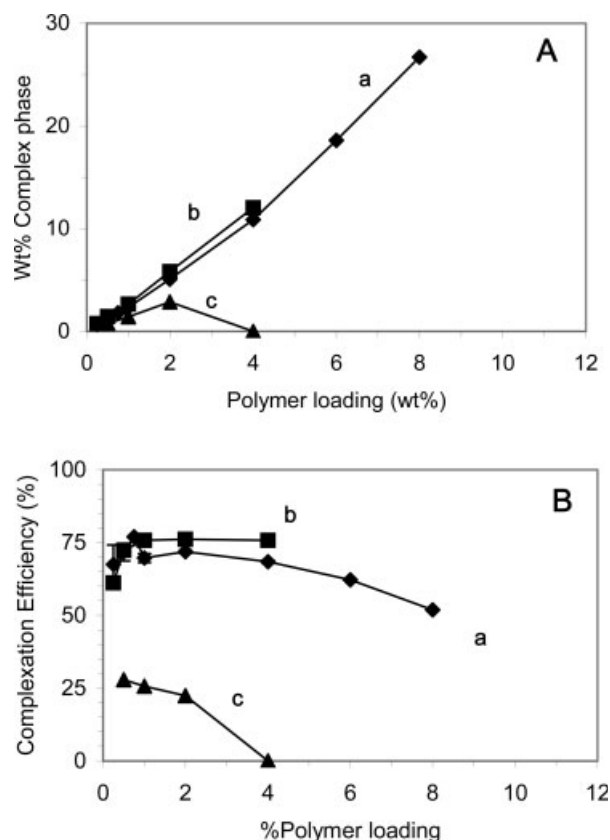 30
A
a
20
Wt% Complex phase
b
10
c
0
0 2 4 6 8 10 12
Polymer loading (wt%)
100
B
b
75
Complexation Efficiency (%)
50
a
25
c
0
0 2 4 6 8 10 12
%Polymer loading